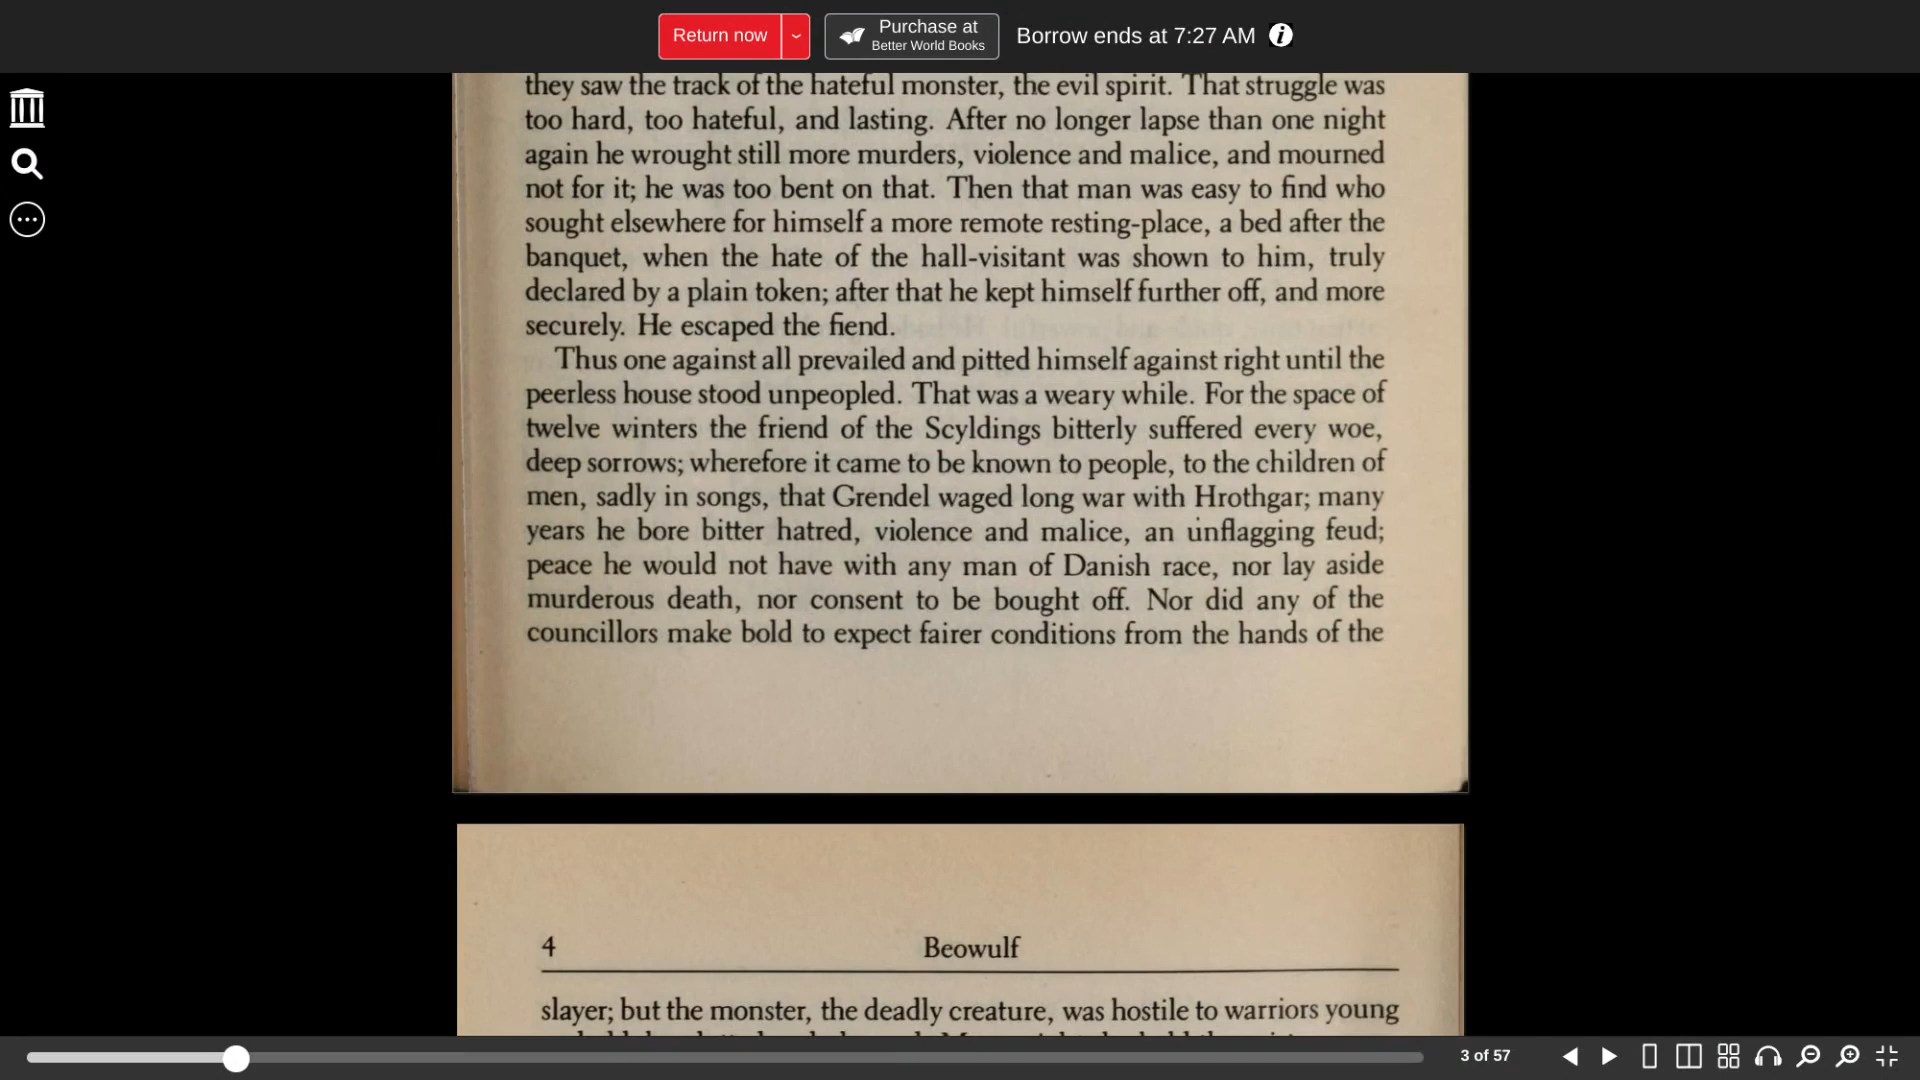 Return now
Purchase at
Better World Books
Borrow ends at 7:27 AM
they saw the track of the hateful monster, the evil spirit. That struggle was
too hard, too hateful, and lasting. After no longer lapse than one night
again he wrought still more murders, violence and malice, and mourned
not for it; he was too bent on that. Then that man was easy to find who
sought elsewhere for himself a more remote resting-place, a bed after the
banquet, when the hate of the hall-visitant was shown to him, truly
declared by a plain token; after that he kept himself further off, and more
securely. He escaped the fiend.
Thus one against all prevailed and pitted himself against right until the
peerless house stood unpeopled. That was a weary while. For the space of
twelve winters the friend of the Scyldings bitterly suffered every woe,
deep sorrows; wherefore it came to be known to people, to the children of
men, sadly in songs, that Grendel waged long war with Hrothgar; many
years he bore bitter hatred, violence and malice, an unflagging feud;
peace he would not have with any man of Danish race, nor lay aside
murderous death, nor consent to be bought off. Nor did any of the
councillors make bold to expect fairer conditions from the hands of the
4 Beowulf
slayer; but the monster, the deadly creature, was hostile to warriors young
3 of 57